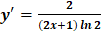 y′ = 2 / ((2x+1) ln 2)